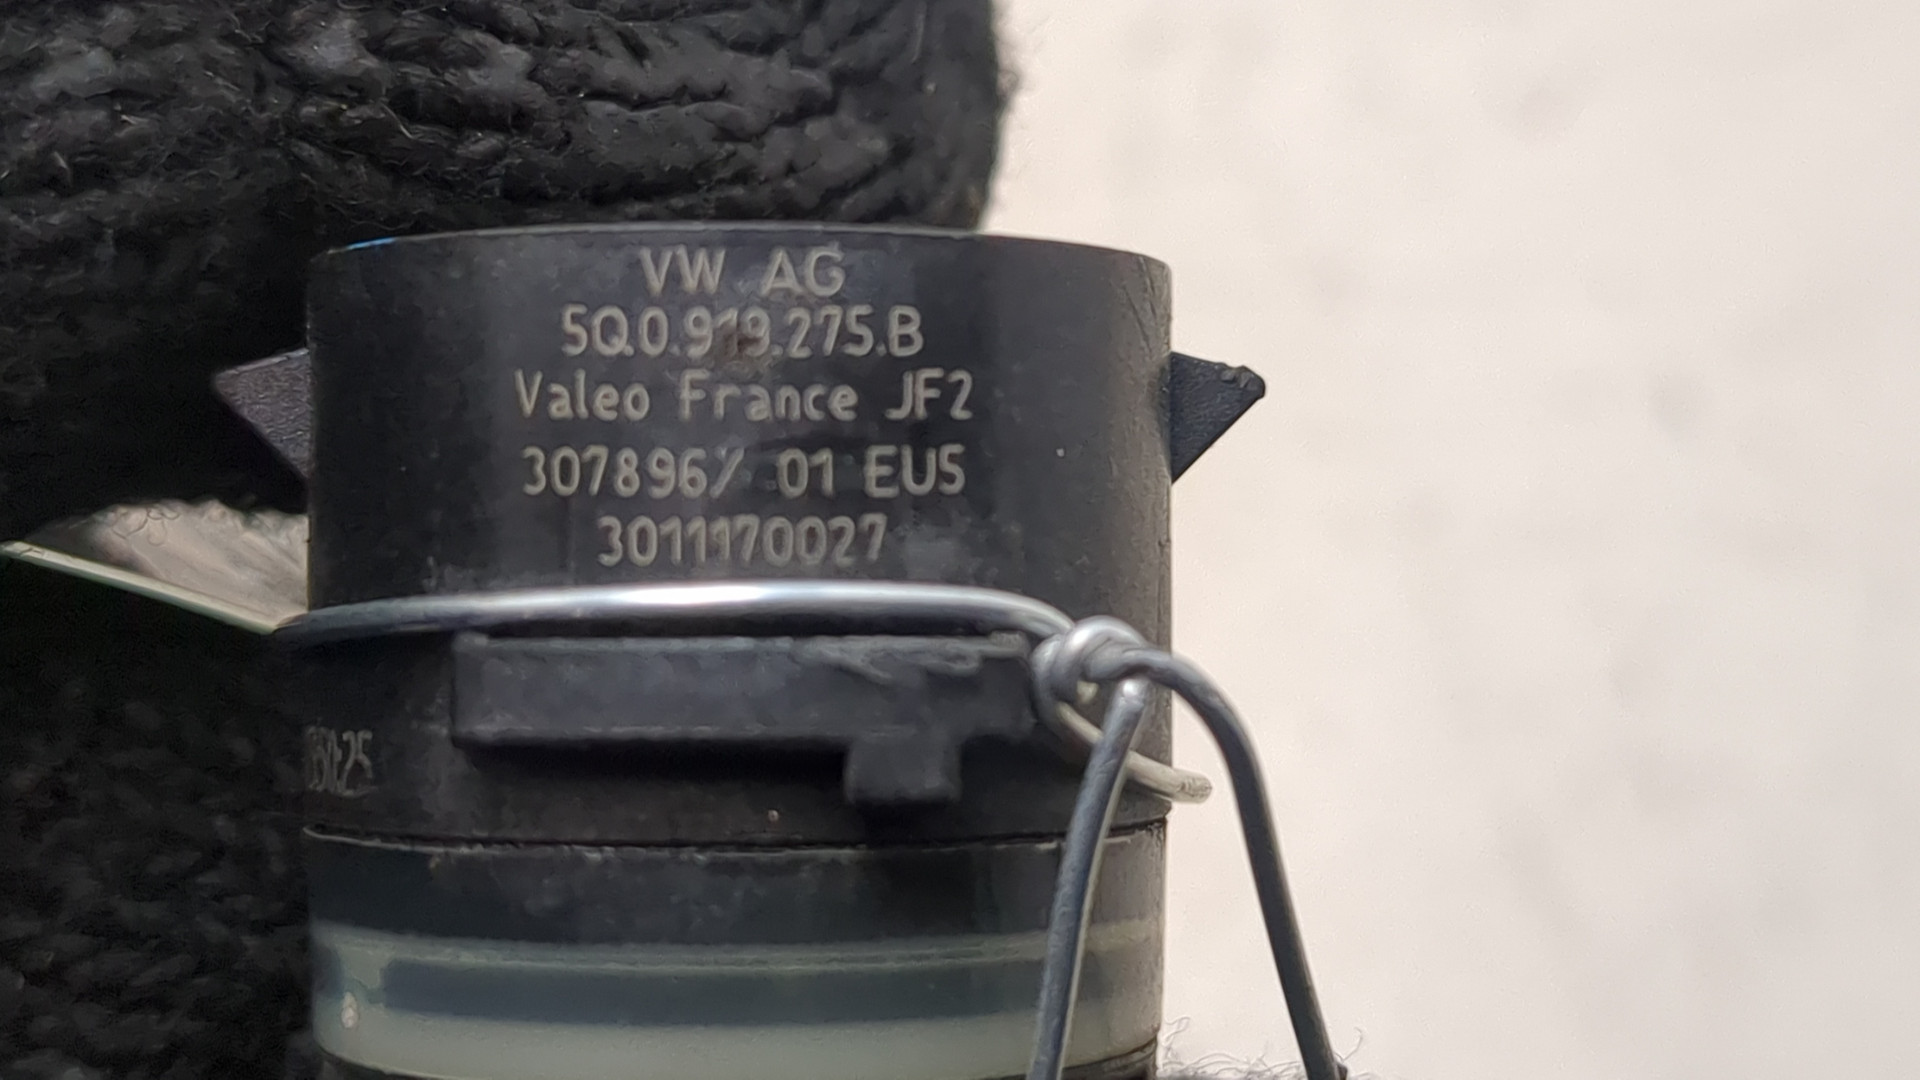 VW AG
5Q0.919.275.B
Valeo France JF2
307896/ 01 EU5
3011170027